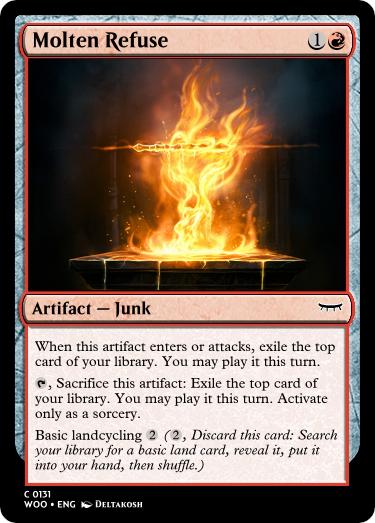 Molten Refuse 1
Artifact — Junk
When this artifact enters or attacks, exile the top
card of your library. You may play it this turn.
, Sacrifice this artifact: Exile the top card of
your library. You may play it this turn. Activate
only as a sorcery.
Basic landcycling 2 (2, Discard this card: Search
your library for a basic land card, reveal it, put it
into your hand, then shuffle.)
C 0131
WOO • ENG Deltakosh